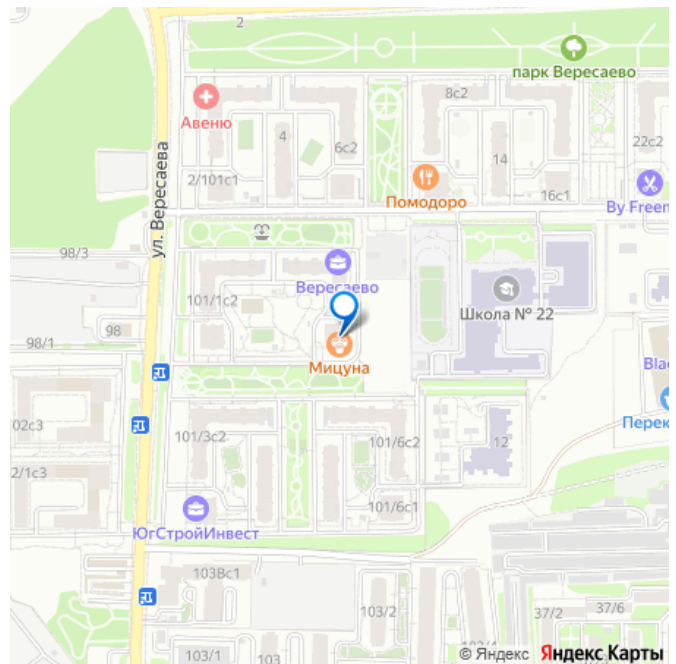 2
парк Вересаево
Авеню
8с2
4
6с2
22с2
14
2/101с1
Помодоро
16с1
By Freem
ул. Вересаева
98/3
Вересаево
101/1с2
Школа № 22
98
98/1
Мицуна
Blac
Перек
02с3
101/3с2
101/6с2
12
2/1с3
101/6с1
ЮгСтройИнвест
103Вс1
103/2
37/2
37/6
103/1
103
© Яндекс
Яндекс Карты